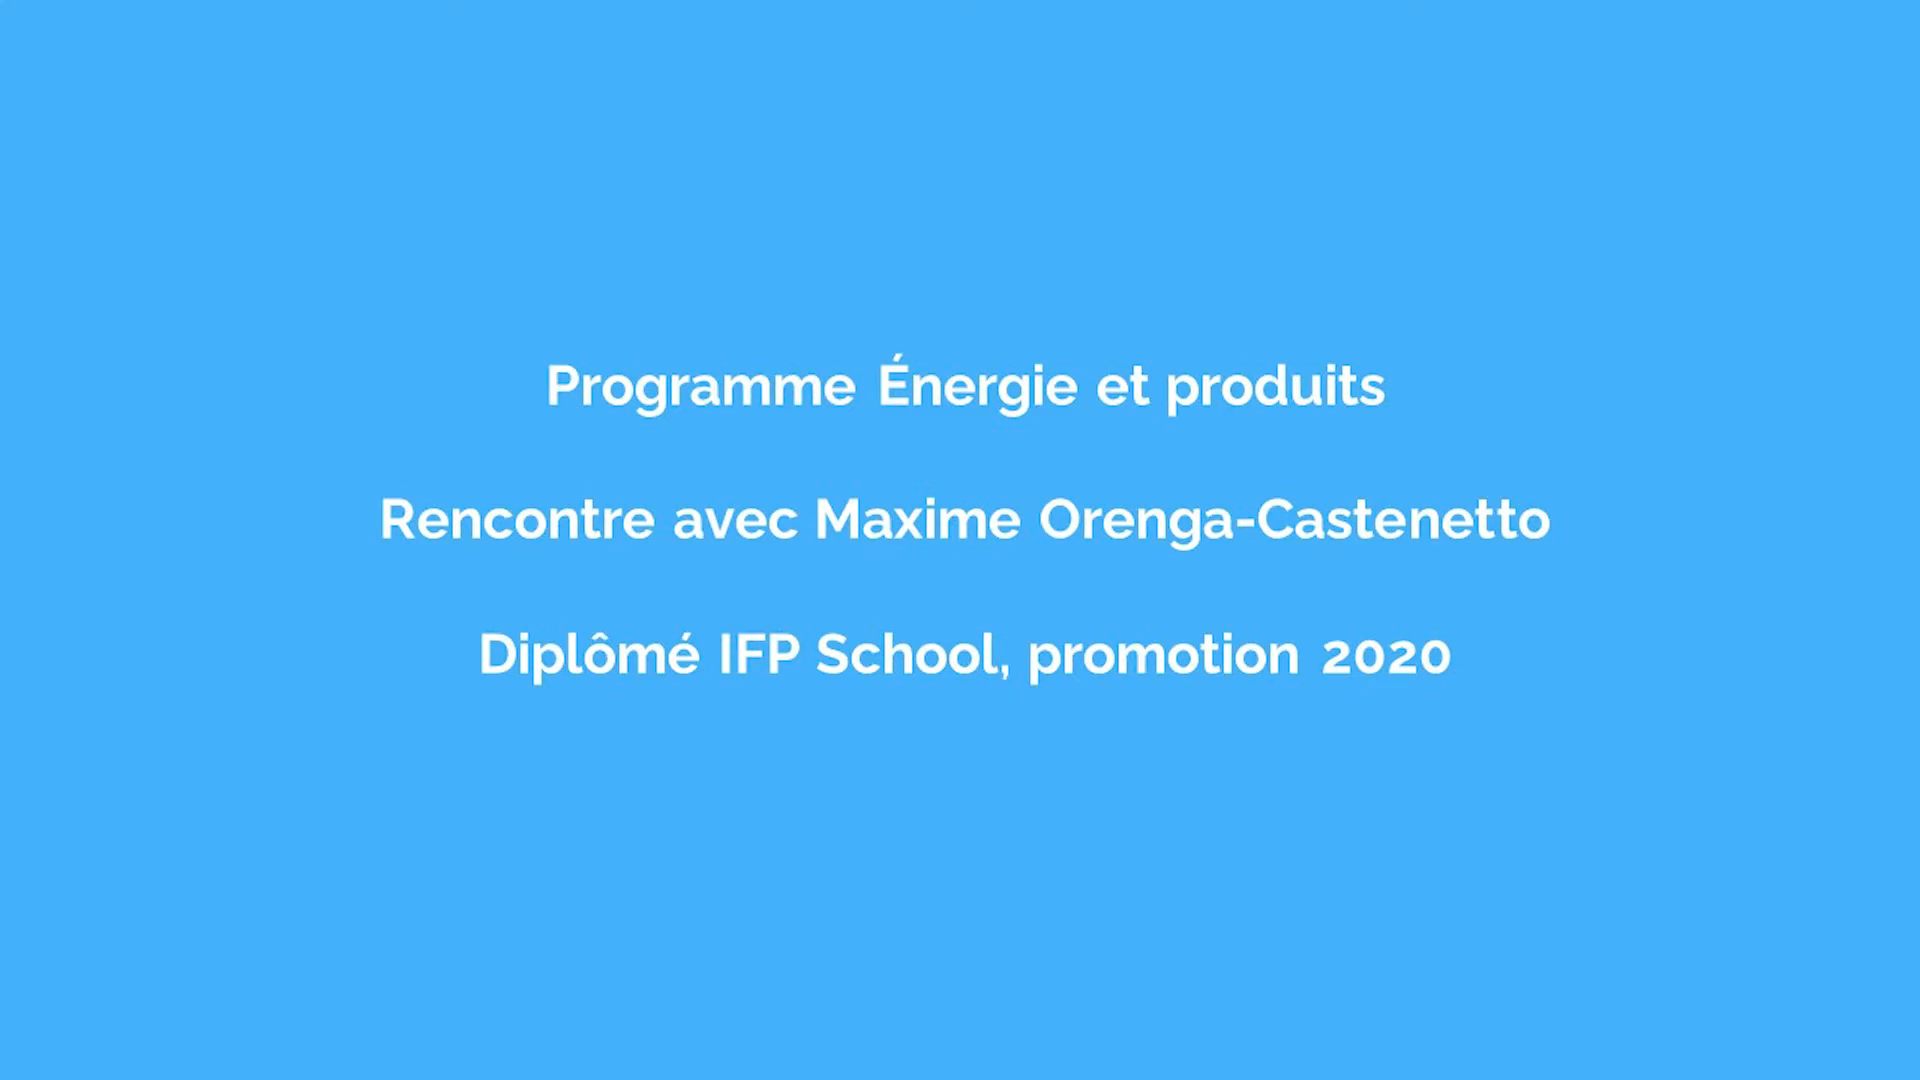 Programme Énergie et produits
Rencontre avec Maxime Orenga-Castenetto
Diplômé IFP School, promotion 2020